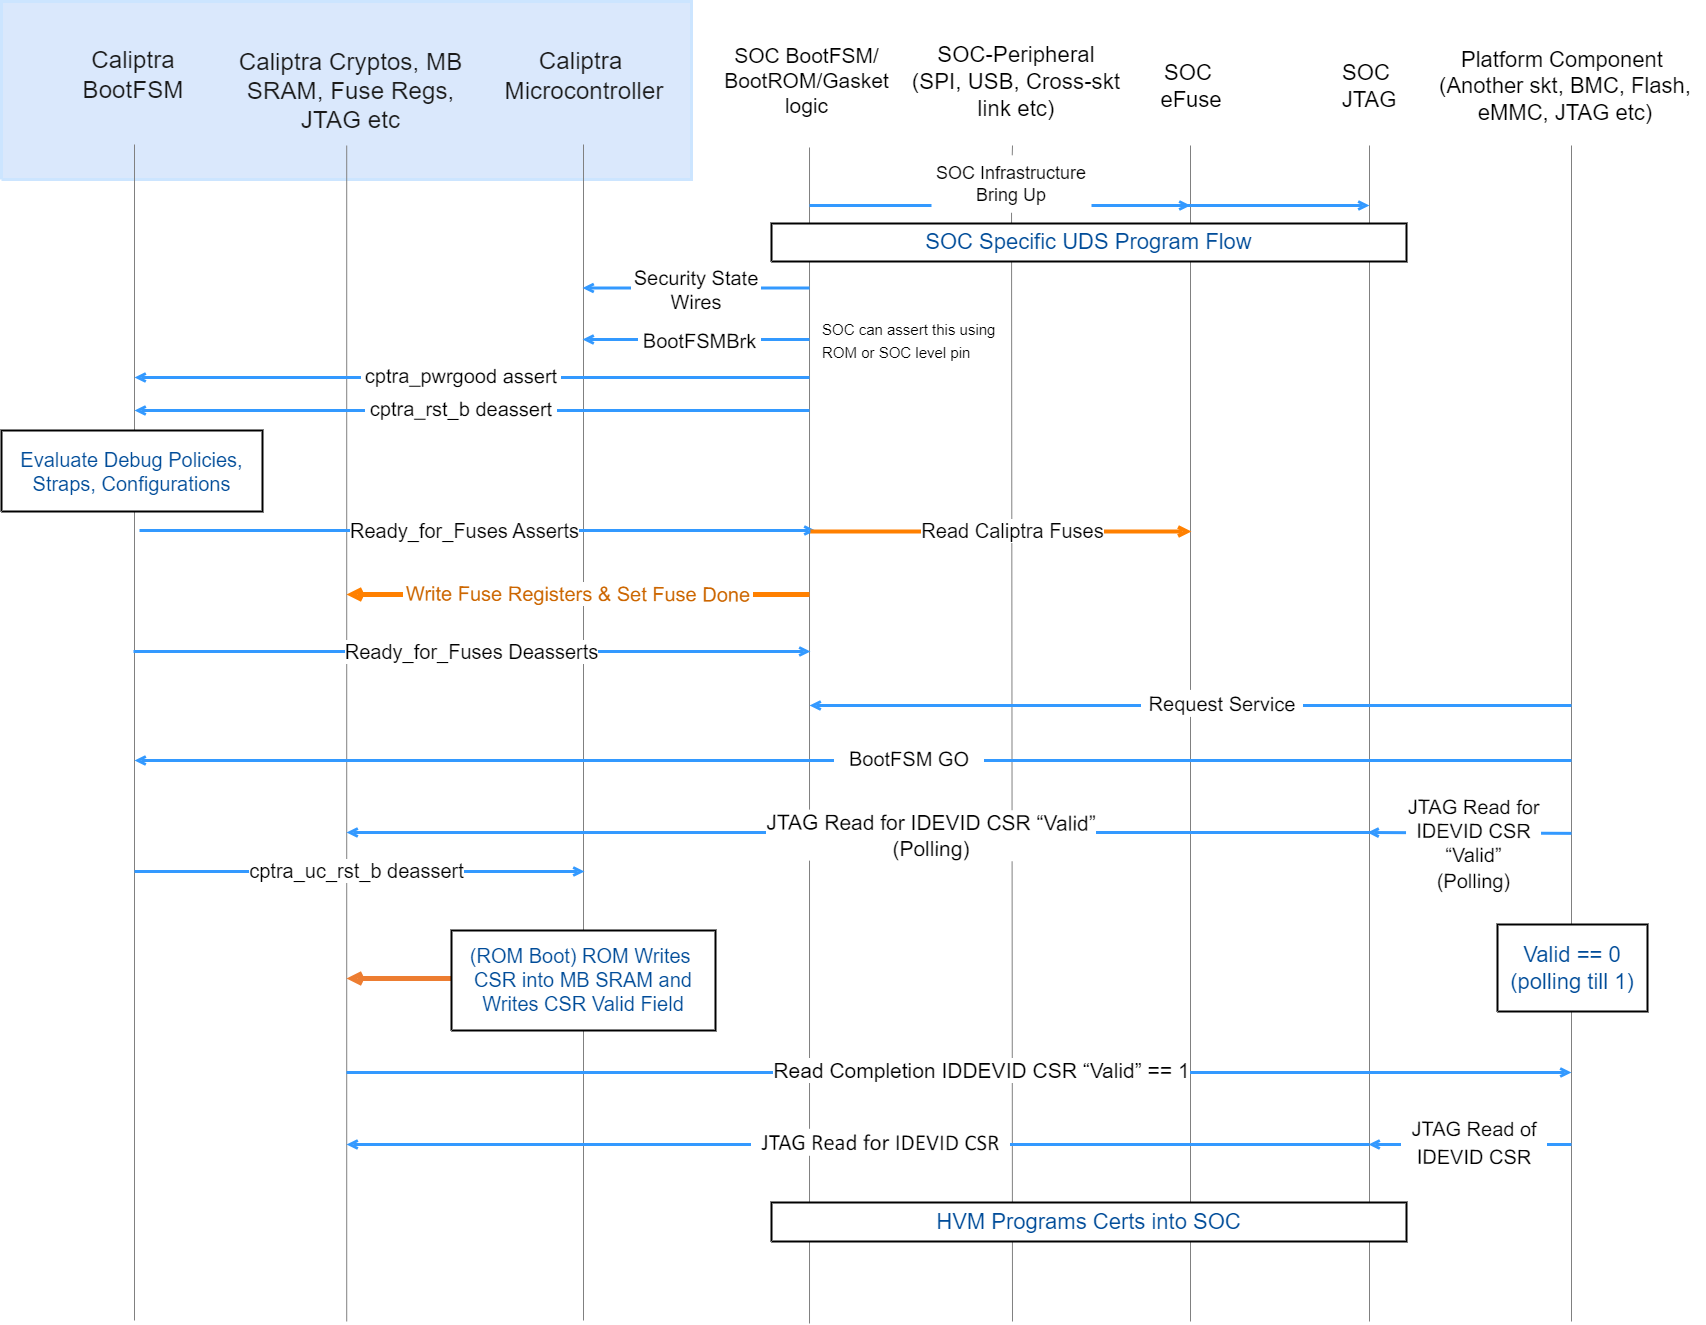 Caliptra
BootFSM
Caliptra Cryptos, MB
SRAM, Fuse Regs,
JTAG etc
Caliptra
Microcontroller
SOC BootFSM/
BootROM/Gasket
logic
SOC-Peripheral
(SPI, USB, Cross-skt
link etc)
SOC
eFuse
SOC
JTAG
Platform Component
(Another skt, BMC, Flash,
eMMC, JTAG etc)
SOC Infrastructure
Bring Up
SOC Specific UDS Program Flow
Security State
Wires
BootFSMBrk
SOC can assert this using
ROM or SOC level pin
cptra_pwrgood assert
cptra_rst_b deassert
Evaluate Debug Policies,
Straps, Configurations
Ready_for_Fuses Asserts
Read Caliptra Fuses
Write Fuse Registers & Set Fuse Done
Ready_for_Fuses Deasserts
Request Service
BootFSM GO
JTAG Read for IDEVID CSR “Valid”
(Polling)
JTAG Read for
IDEVID CSR
“Valid”
(Polling)
cptra_uc_rst_b deassert
(ROM Boot) ROM Writes
CSR into MB SRAM and
Writes CSR Valid Field
Valid == 0
(polling till 1)
Read Completion IDDEVID CSR “Valid” == 1
JTAG Read for IDEVID CSR
JTAG Read of
IDEVID CSR
HVM Programs Certs into SOC